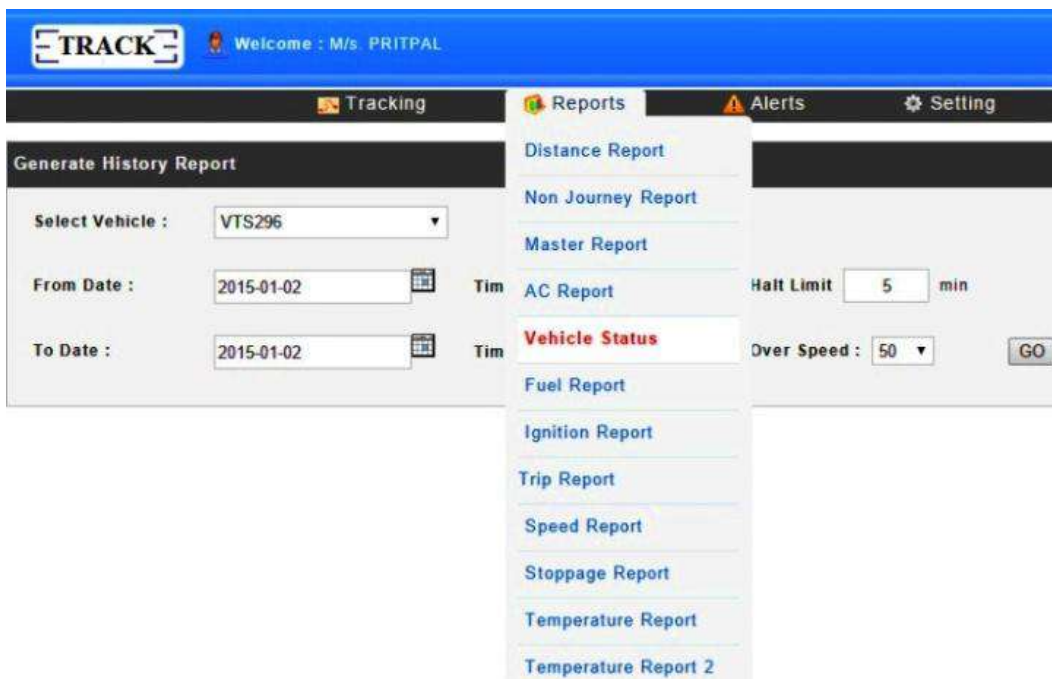 TRACK
Welcome : M/s. PRITPAL
Tracking Reports Alerts Setting
Generate History Report
Select Vehicle : VTS296
From Date : 2015-01-02 Tim Halt Limit 5 min
To Date : 2015-01-02 Tim Over Speed : 50 GO
Distance Report
Non Journey Report
Master Report
AC Report
Vehicle Status
Fuel Report
Ignition Report
Trip Report
Speed Report
Stoppage Report
Temperature Report
Temperature Report 2